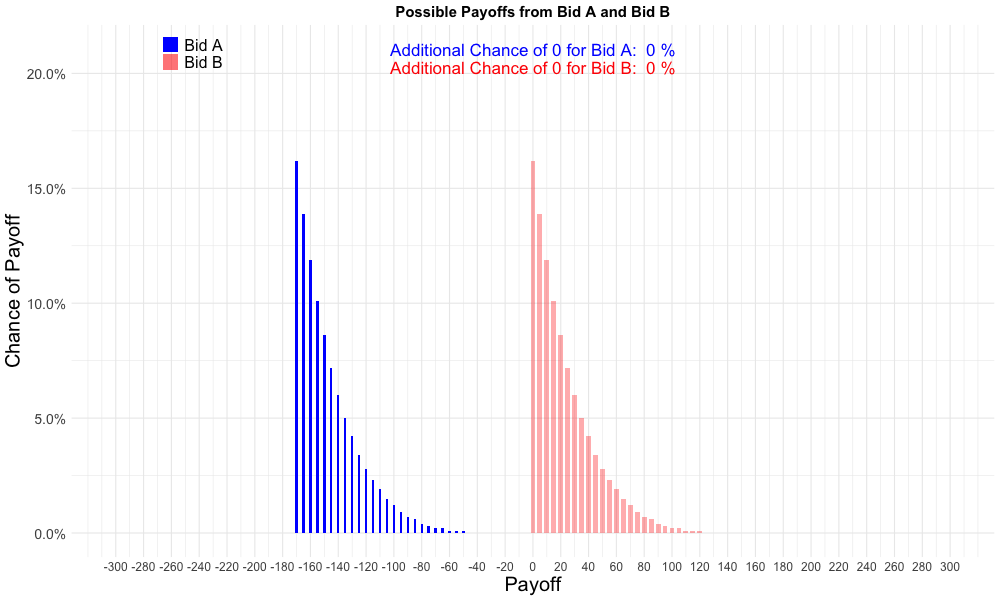 Possible Payoffs from Bid A and Bid B
Bid A
Bid B
Additional Chance of 0 for Bid A:  0 %
Additional Chance of 0 for Bid B:  0 %
Chance of Payoff
20.0%
15.0%
10.0%
5.0%
0.0%
-300 -280 -260 -240 -220 -200 -180 -160 -140 -120 -100 -80 -60 -40 -20 0 20 40 60 80 100 120 140 160 180 200 220 240 260 280 300
Payoff